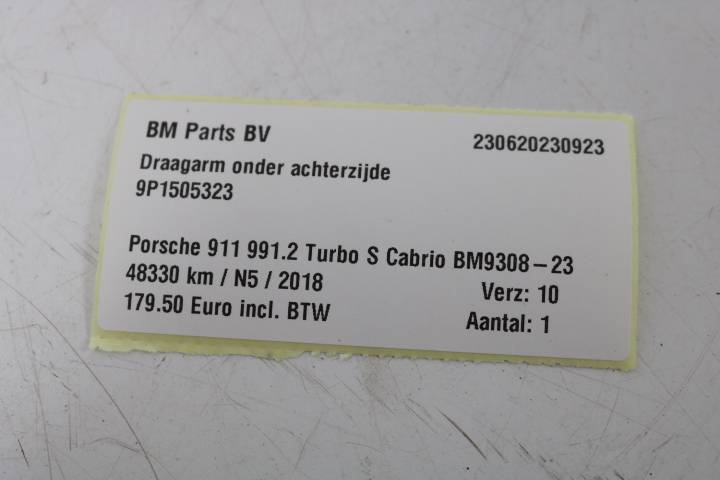 BM Parts BV 230620230923
Draagarm onder achterzijde
9P1505323
Porsche 911 991.2 Turbo S Cabrio BM9308-23
48330 km / N5 / 2018 Verz: 10
179.50 Euro incl. BTW Aantal: 1